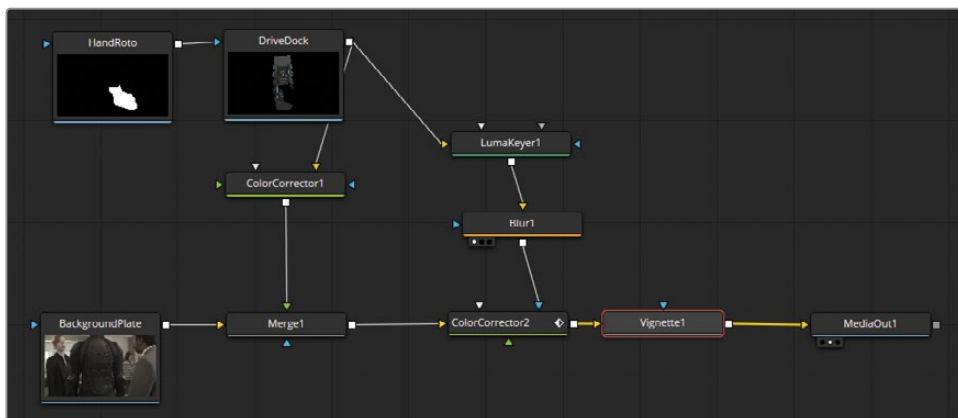 HandRoto
DriveDock
LumaKeyer1
ColorCorrector1
Blur1
BackgroundPlate
Merge1
ColorCorrector2
Vignette1
MediaOut1